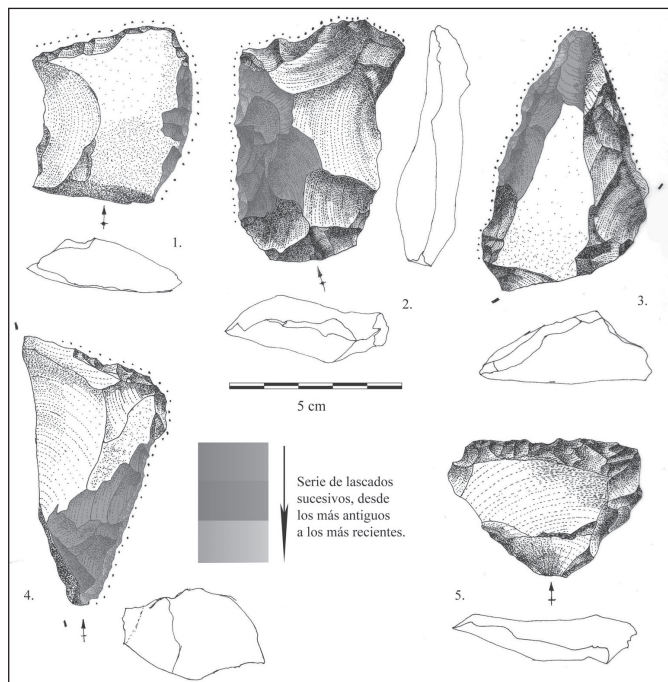 1.
2.
3.
5 cm
Serie de lascados
sucesivos, desde
los más antiguos
a los más recientes.
4.
5.